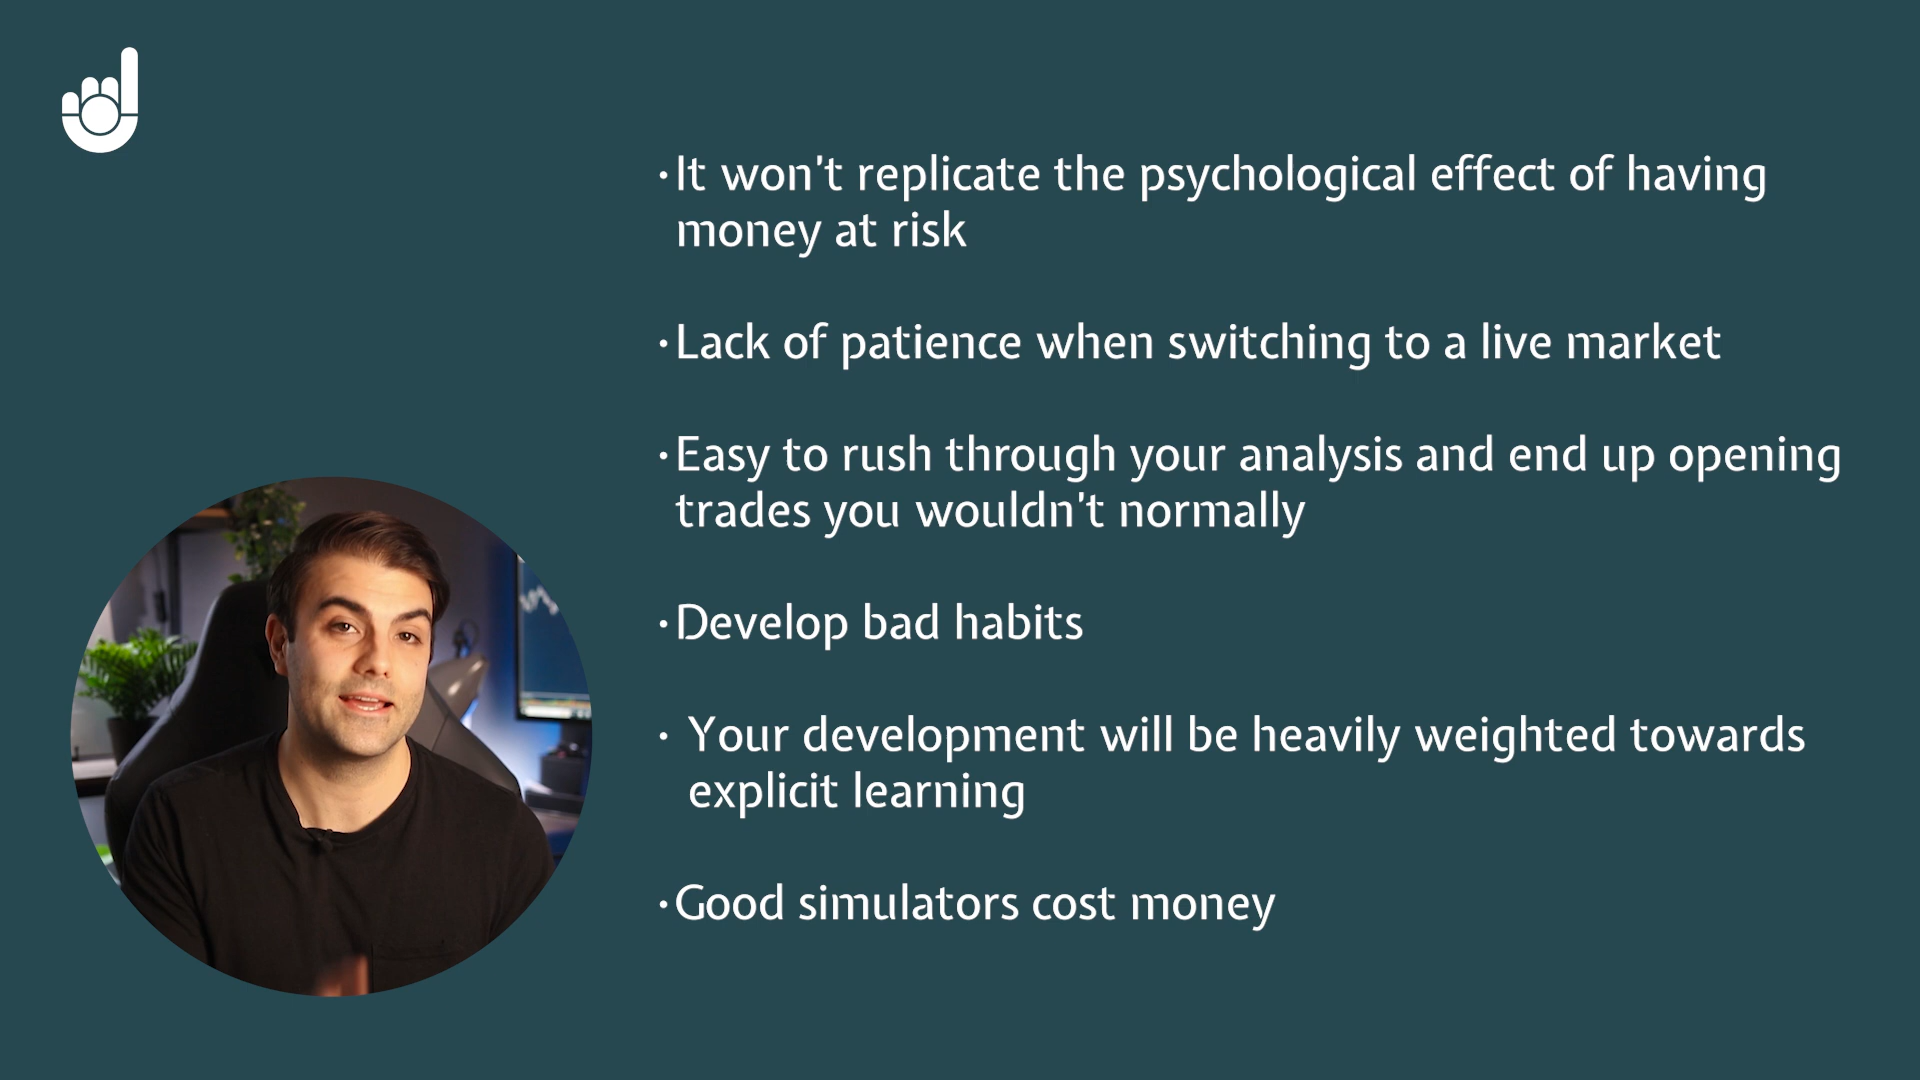 ·It won't replicate the psychological effect of having
money at risk
·Lack of patience when switching to a live market
·Easy to rush through your analysis and end up opening
trades you wouldn't normally
·Develop bad habits
· Your development will be heavily weighted towards
explicit learning
·Good simulators cost money